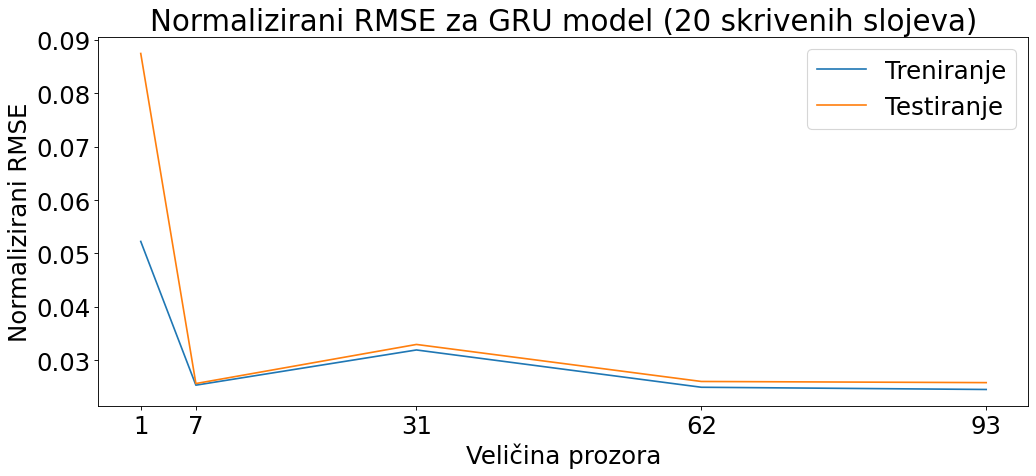 Normalizirani RMSE za GRU model (20 skrivenih slojeva)
Normalizirani RMSE
0.09
0.08
0.07
0.06
0.05
0.04
0.03
Treniranje
Testiranje
1 7 31 62 93
Veličina prozora